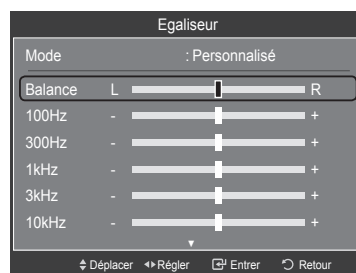 Egaliseur
Mode : Personnalisé
Balance L R
100Hz - +
300Hz - +
1kHz - +
3kHz - +
10kHz - +
Déplacer Régler Entrer Retour